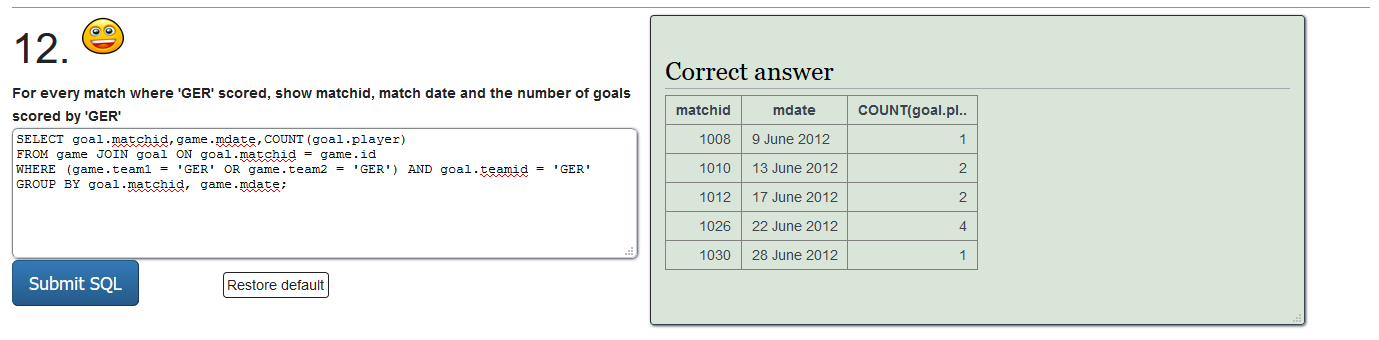 12.
For every match where 'GER' scored, show matchid, match date and the number of goals
scored by 'GER'
SELECT goal.matchid,game.mdate,COUNT(goal.player)
FROM game JOIN goal ON goal.matchid = game.id
WHERE (game.team1 = 'GER' OR game.team2 = 'GER') AND goal.teamid = 'GER'
GROUP BY goal.matchid, game.mdate;
Submit SQL
Restore default
Correct answer
matchid mdate COUNT(goal.pl..
1008 9 June 2012 1
1010 13 June 2012 2
1012 17 June 2012 2
1026 22 June 2012 4
1030 28 June 2012 1